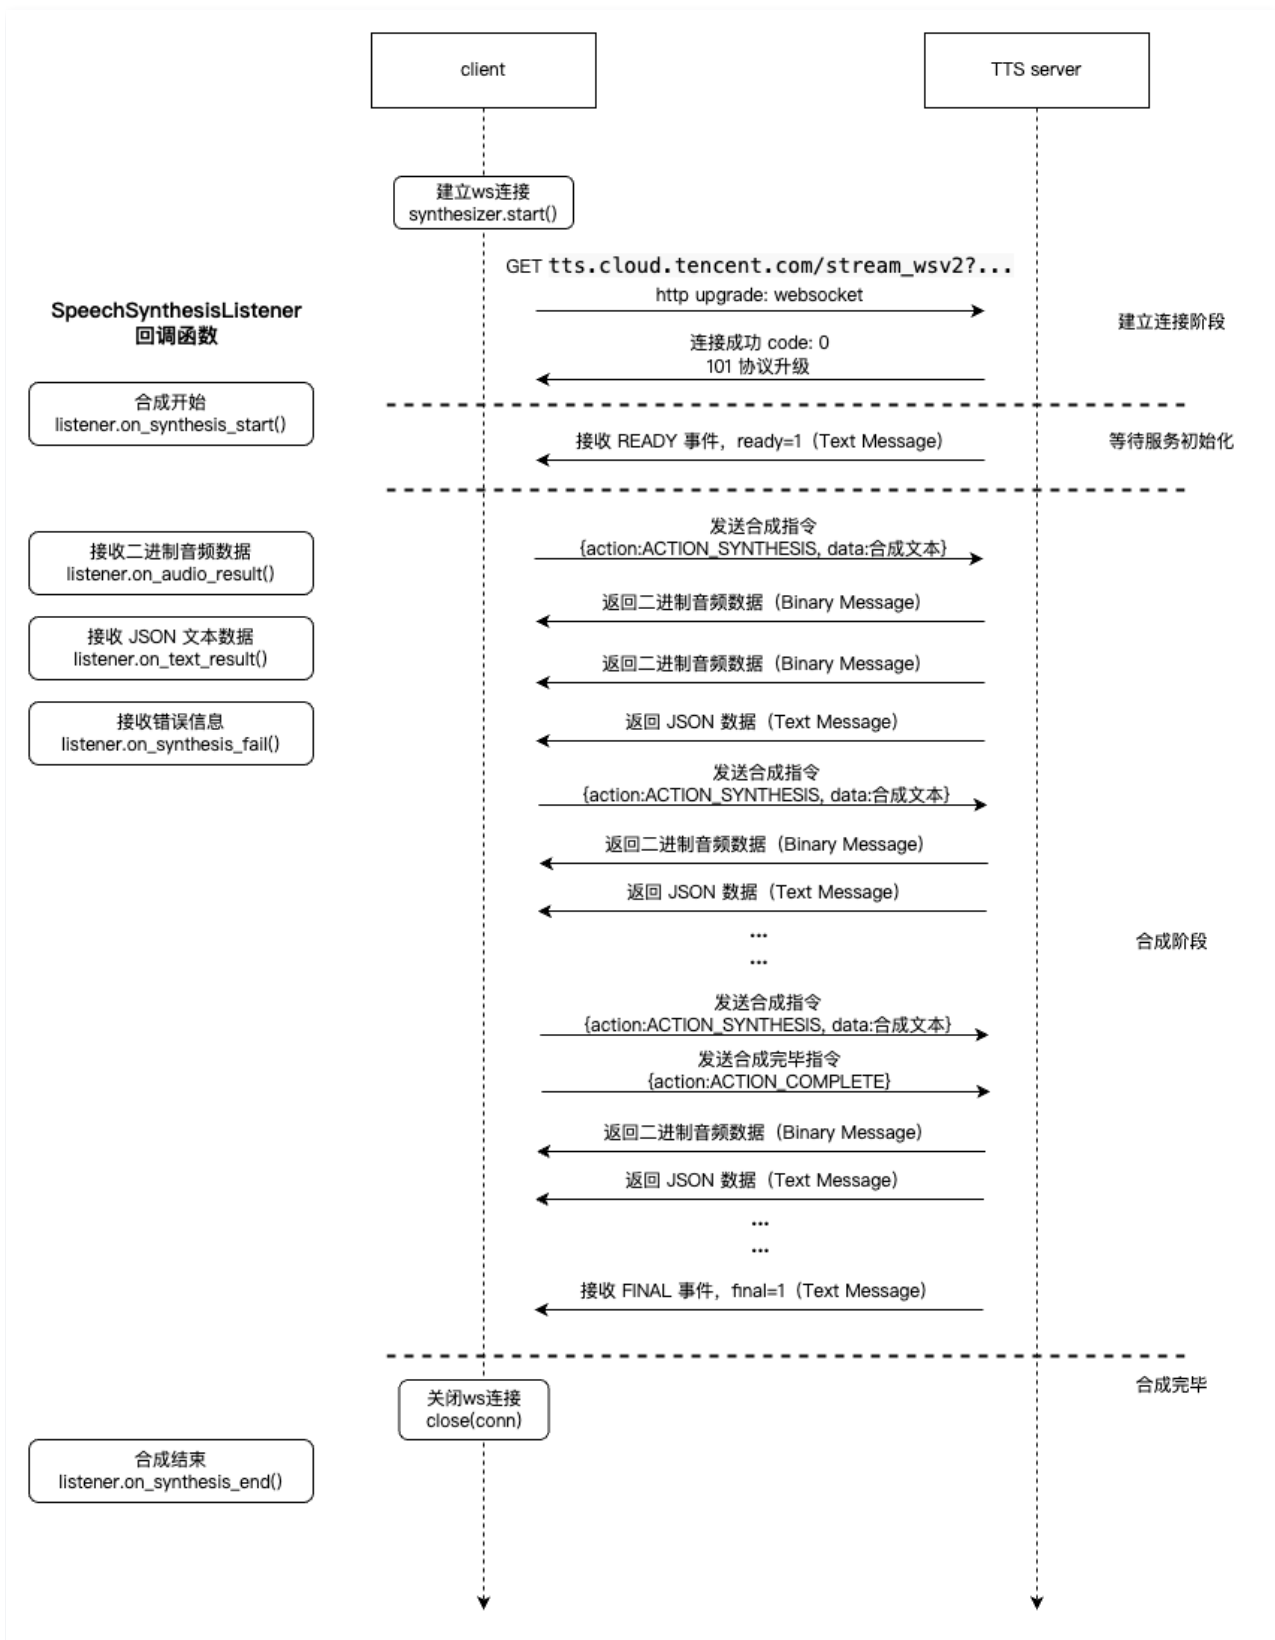 client
TTS server
建立ws连接
synthesizer.start()
GET tts.cloud.tencent.com/stream_wsv2?...
http upgrade: websocket
SpeechSynthesisListener
回调函数
建立连接阶段
连接成功 code: 0
101 协议升级
合成开始
listener.on_synthesis_start()
接收 READY 事件，ready=1（Text Message）
等待服务初始化
发送合成指令
{action:ACTION_SYNTHESIS, data:合成文本}
接收二进制音频数据
listener.on_audio_result()
返回二进制音频数据（Binary Message）
接收 JSON 文本数据
listener.on_text_result()
返回二进制音频数据（Binary Message）
接收错误信息
listener.on_synthesis_fail()
返回 JSON 数据（Text Message）
发送合成指令
{action:ACTION_SYNTHESIS, data:合成文本}
返回二进制音频数据（Binary Message）
返回 JSON 数据（Text Message）
...
...
合成阶段
发送合成指令
{action:ACTION_SYNTHESIS, data:合成文本}
发送合成完毕指令
{action:ACTION_COMPLETE}
返回二进制音频数据（Binary Message）
返回 JSON 数据（Text Message）
...
...
接收 FINAL 事件，final=1（Text Message）
合成完毕
关闭ws连接
close(conn)
合成结束
listener.on_synthesis_end()